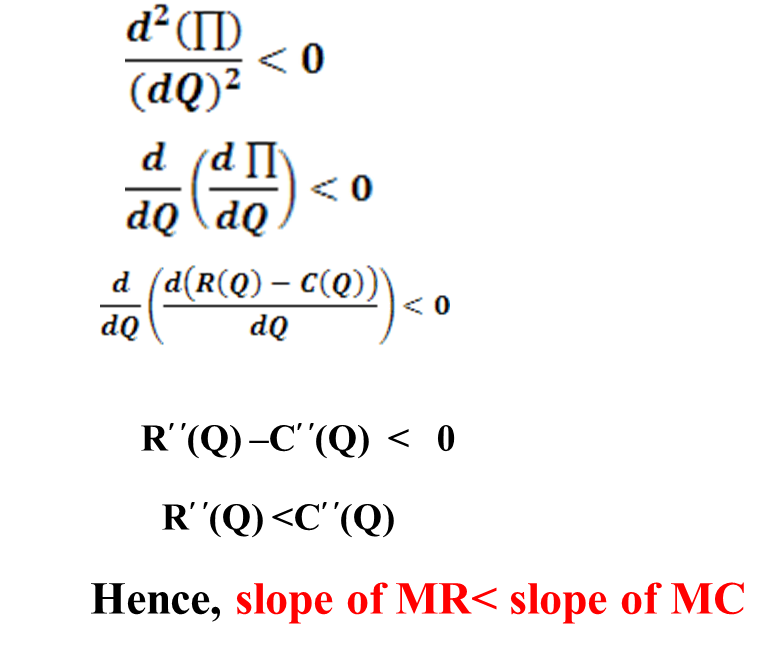 d²(∏)/(dQ)² < 0
d/dQ (d ∏/dQ) < 0
d/dQ (d(R(Q) − C(Q))/dQ) < 0
R′′(Q) –C′′(Q) < 0
R′′(Q) <C′′(Q)
Hence, slope of MR< slope of MC